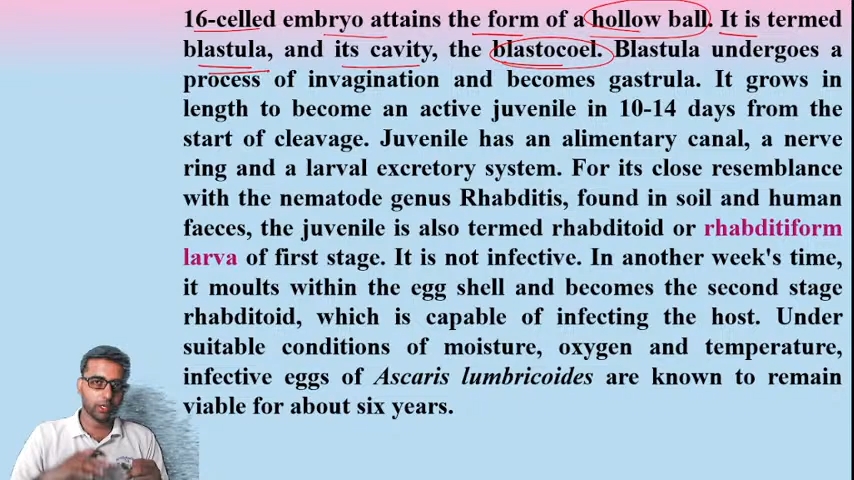 16-celled embryo attains the form of a hollow ball. It is termed
blastula, and its cavity, the blastocoel. Blastula undergoes a
process of invagination and becomes gastrula. It grows in
length to become an active juvenile in 10-14 days from the
start of cleavage. Juvenile has an alimentary canal, a nerve
ring and a larval excretory system. For its close resemblance
with the nematode genus Rhabditis, found in soil and human
faeces, the juvenile is also termed rhabditoid or rhabditiform
larva of first stage. It is not infective. In another week's time,
it moults within the egg shell and becomes the second stage
rhabditoid, which is capable of infecting the host. Under
suitable conditions of moisture, oxygen and temperature,
infective eggs of Ascaris lumbricoides are known to remain
viable for about six years.